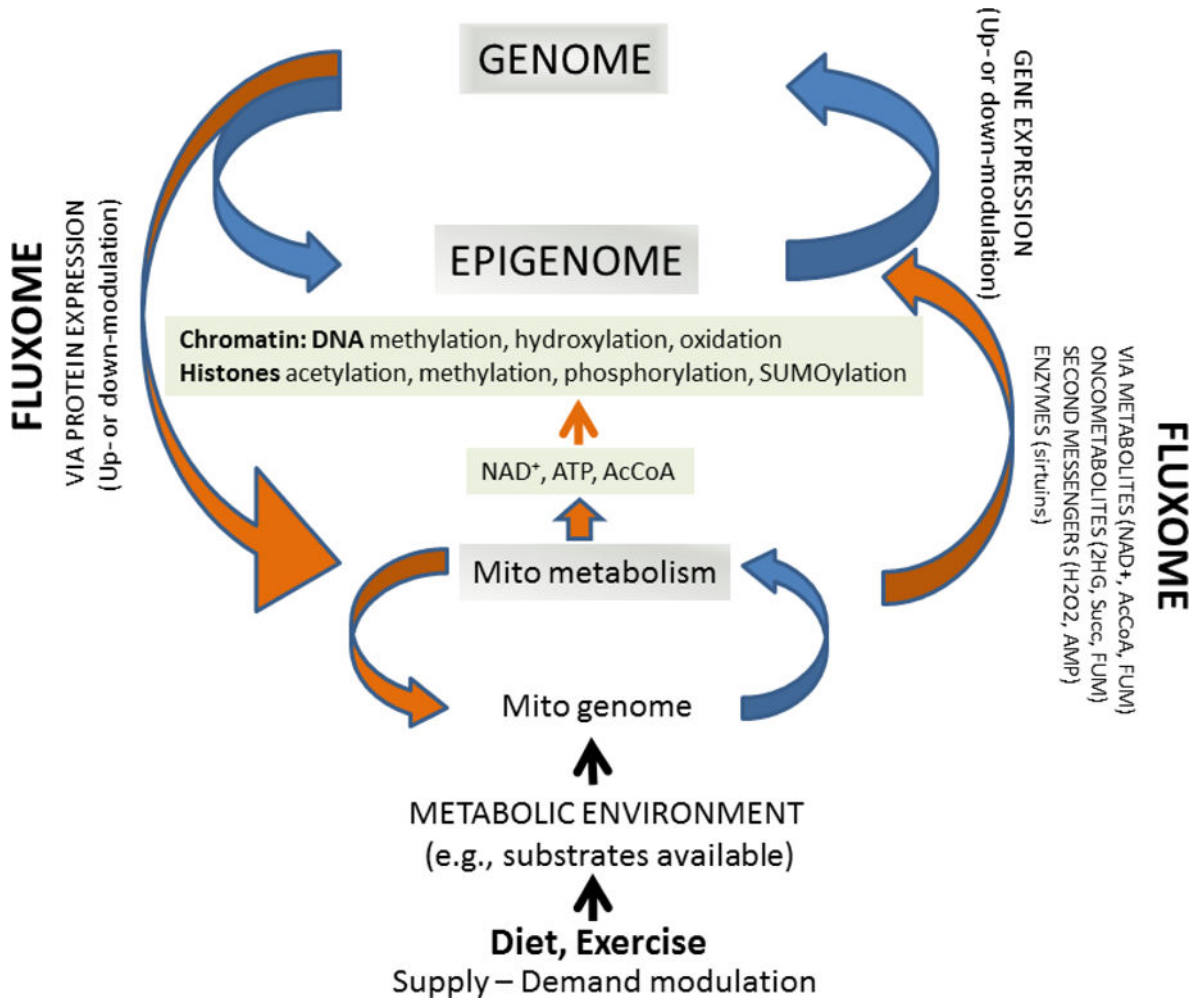 GENOME
EPIGENOME
Chromatin: DNA methylation, hydroxylation, oxidation
Histones acetylation, methylation, phosphorylation, SUMOylation
NAD⁺, ATP, AcCoA
Mito metabolism
Mito genome
METABOLIC ENVIRONMENT
(e.g., substrates available)
Diet, Exercise
Supply – Demand modulation
FLUXOME
VIA PROTEIN EXPRESSION
(Up- or down-modulation)
GENE EXPRESSION
(Up- or down-modulation)
FLUXOME
VIA METABOLITES (NAD+, AcCoA, FUM)
ONCOMETABOLITES (2HG, Succ, FUM)
SECOND MESSENGERS (H2O2, AMP)
ENZYMES (sirtuins)